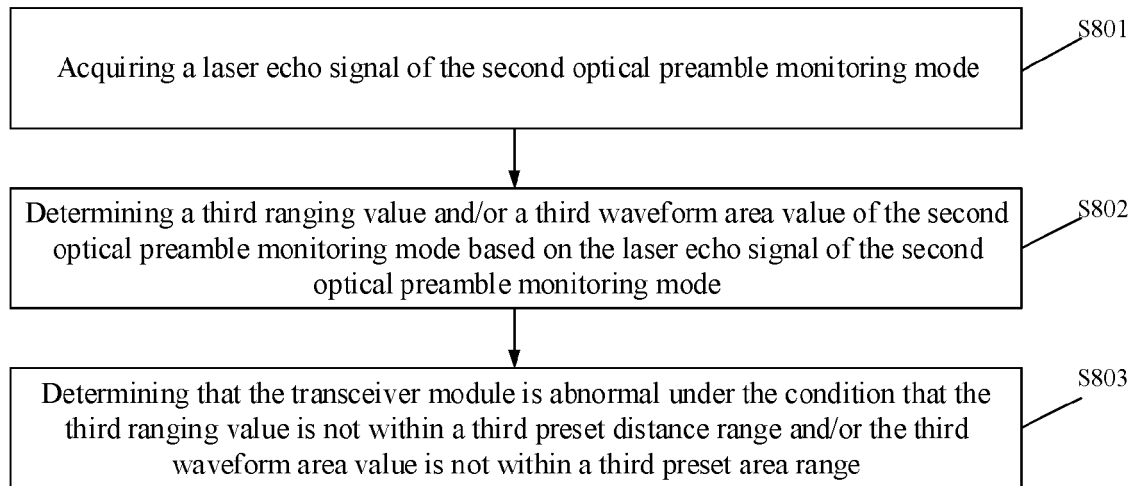 S801
Acquiring a laser echo signal of the second optical preamble monitoring mode
S802
Determining a third ranging value and/or a third waveform area value of the second
optical preamble monitoring mode based on the laser echo signal of the second
optical preamble monitoring mode
S803
Determining that the transceiver module is abnormal under the condition that the
third ranging value is not within a third preset distance range and/or the third
waveform area value is not within a third preset area range